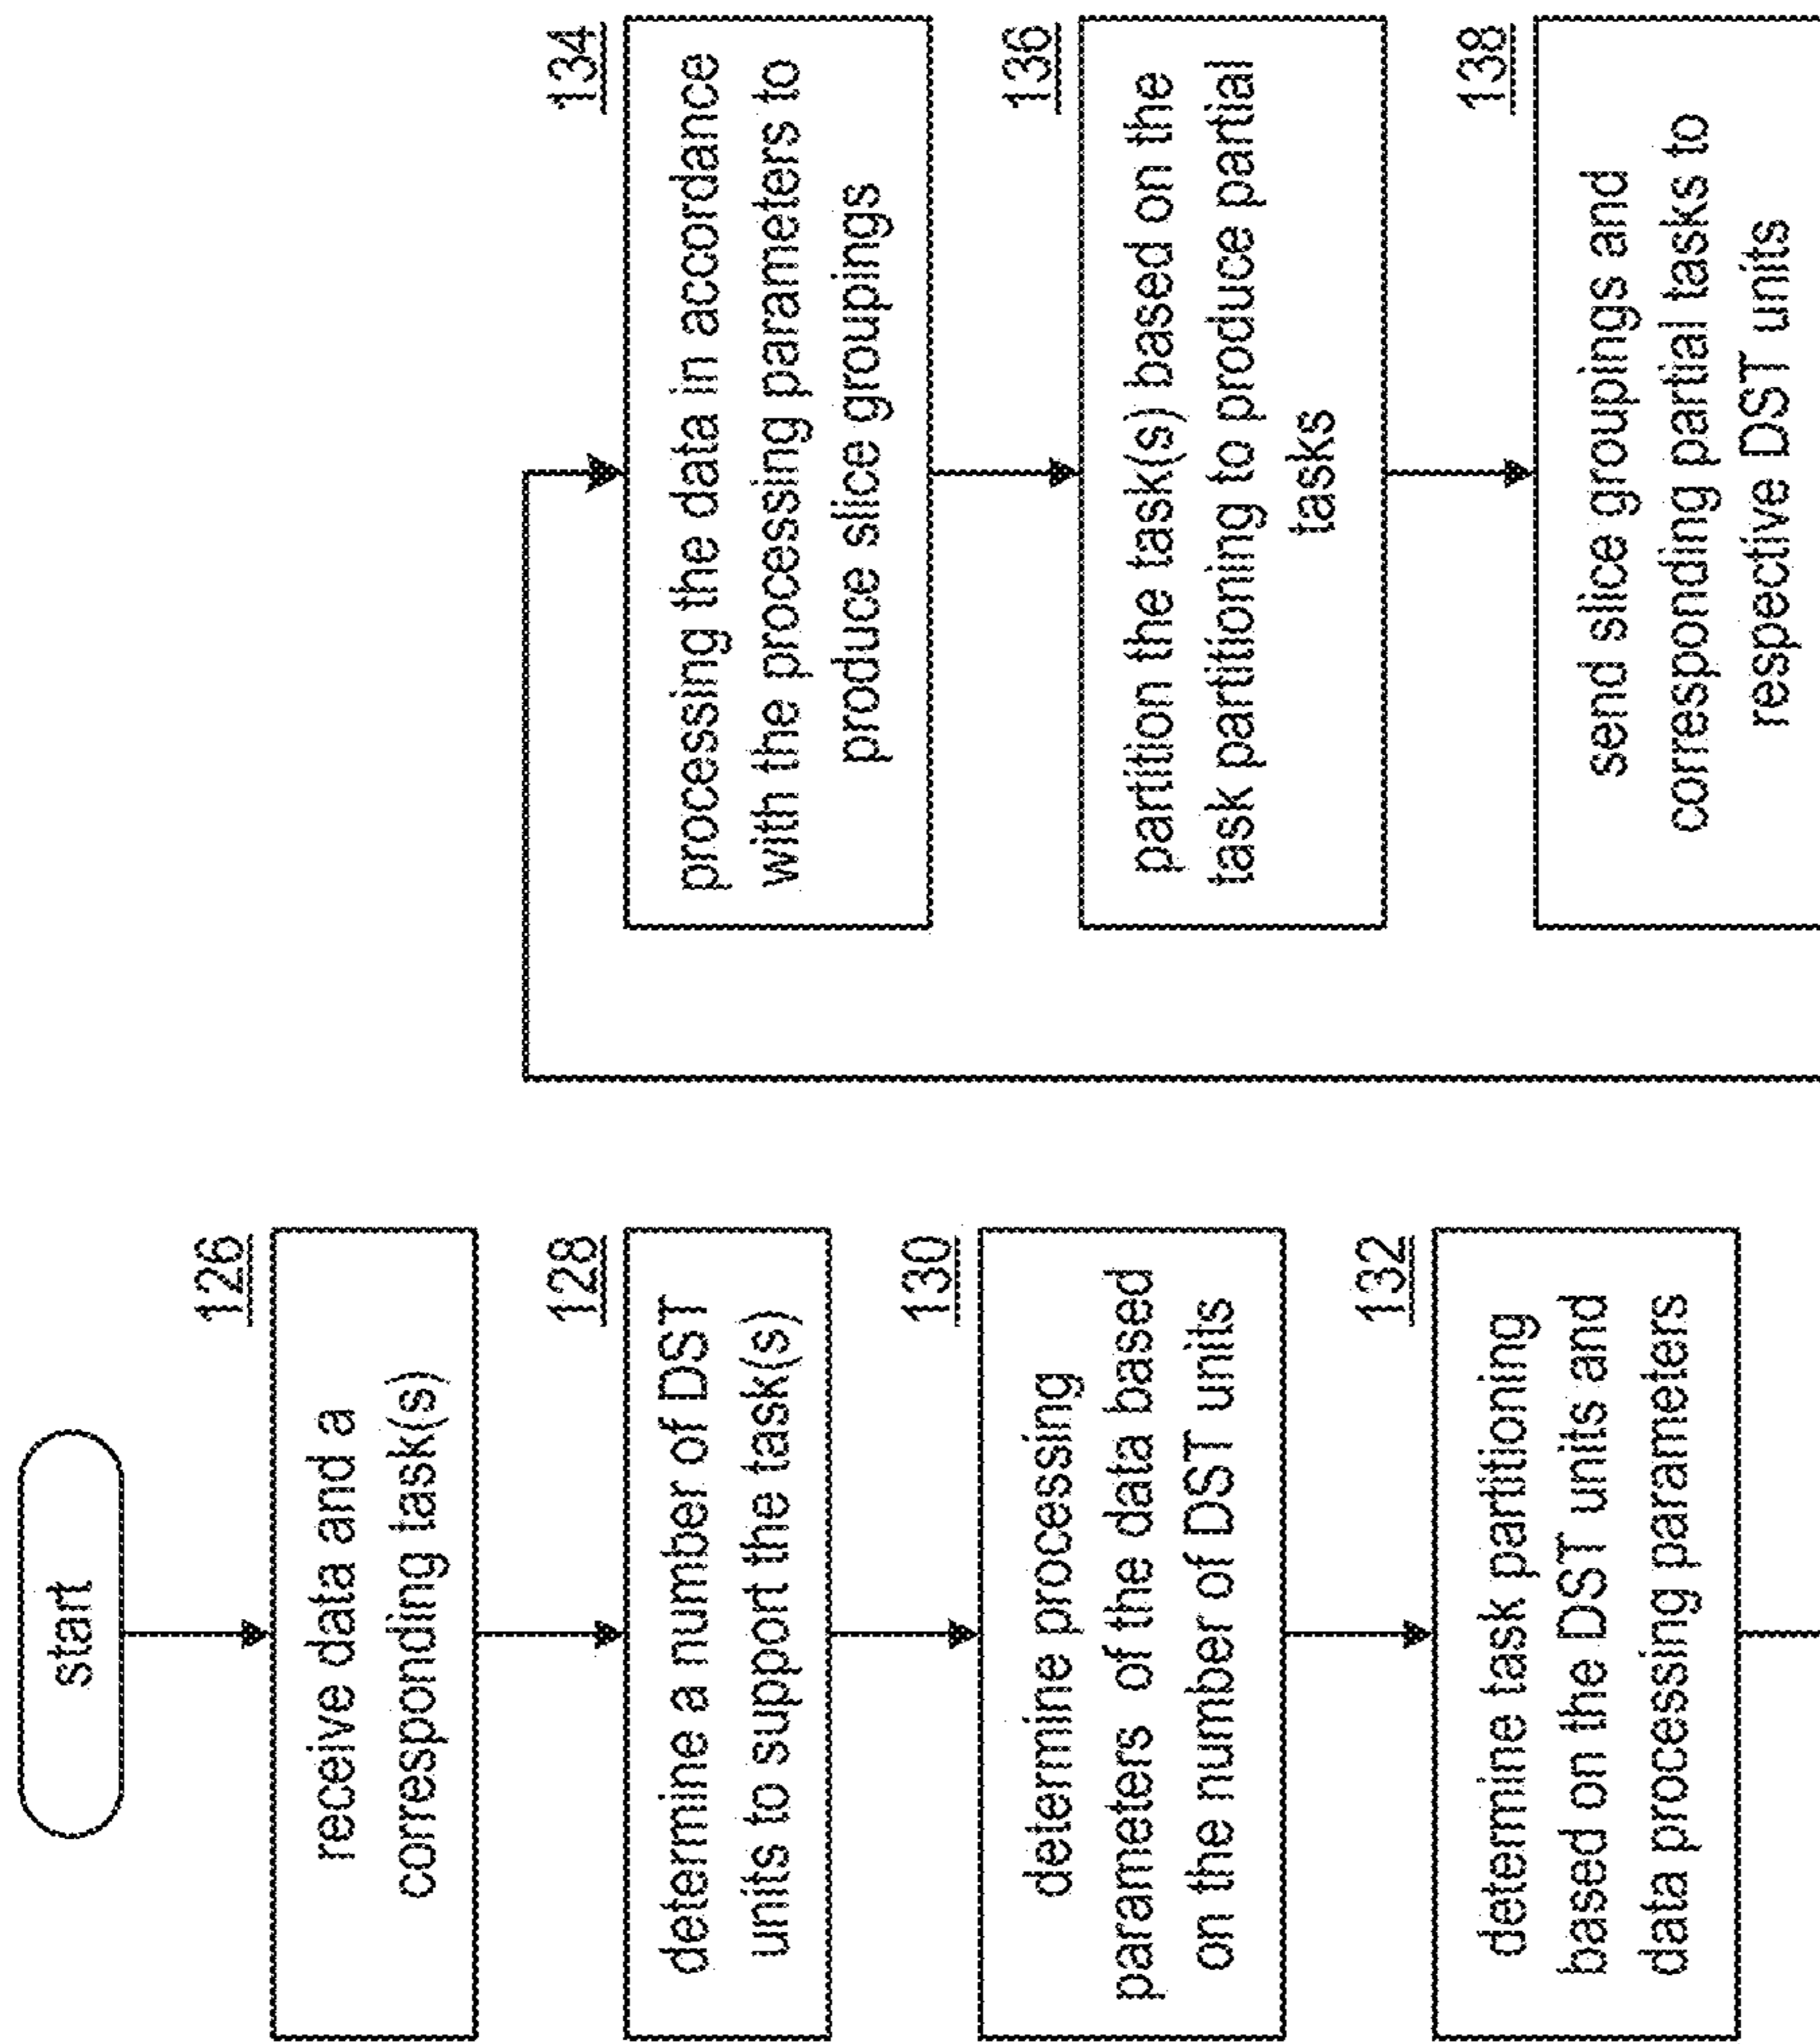 start
126
receive data and a
corresponding task(s)
128
determine a number of DST
units to support the task(s)
130
determine processing
parameters of the data based
on the number of DST units
132
determine task partitioning
based on the DST units and
data processing parameters
134
processing the data in accordance
with the processing parameters to
produce slice groupings
136
partition the task(s) based on the
task partitioning to produce partial
tasks
138
send slice groupings and
corresponding partial tasks to
respective DST units